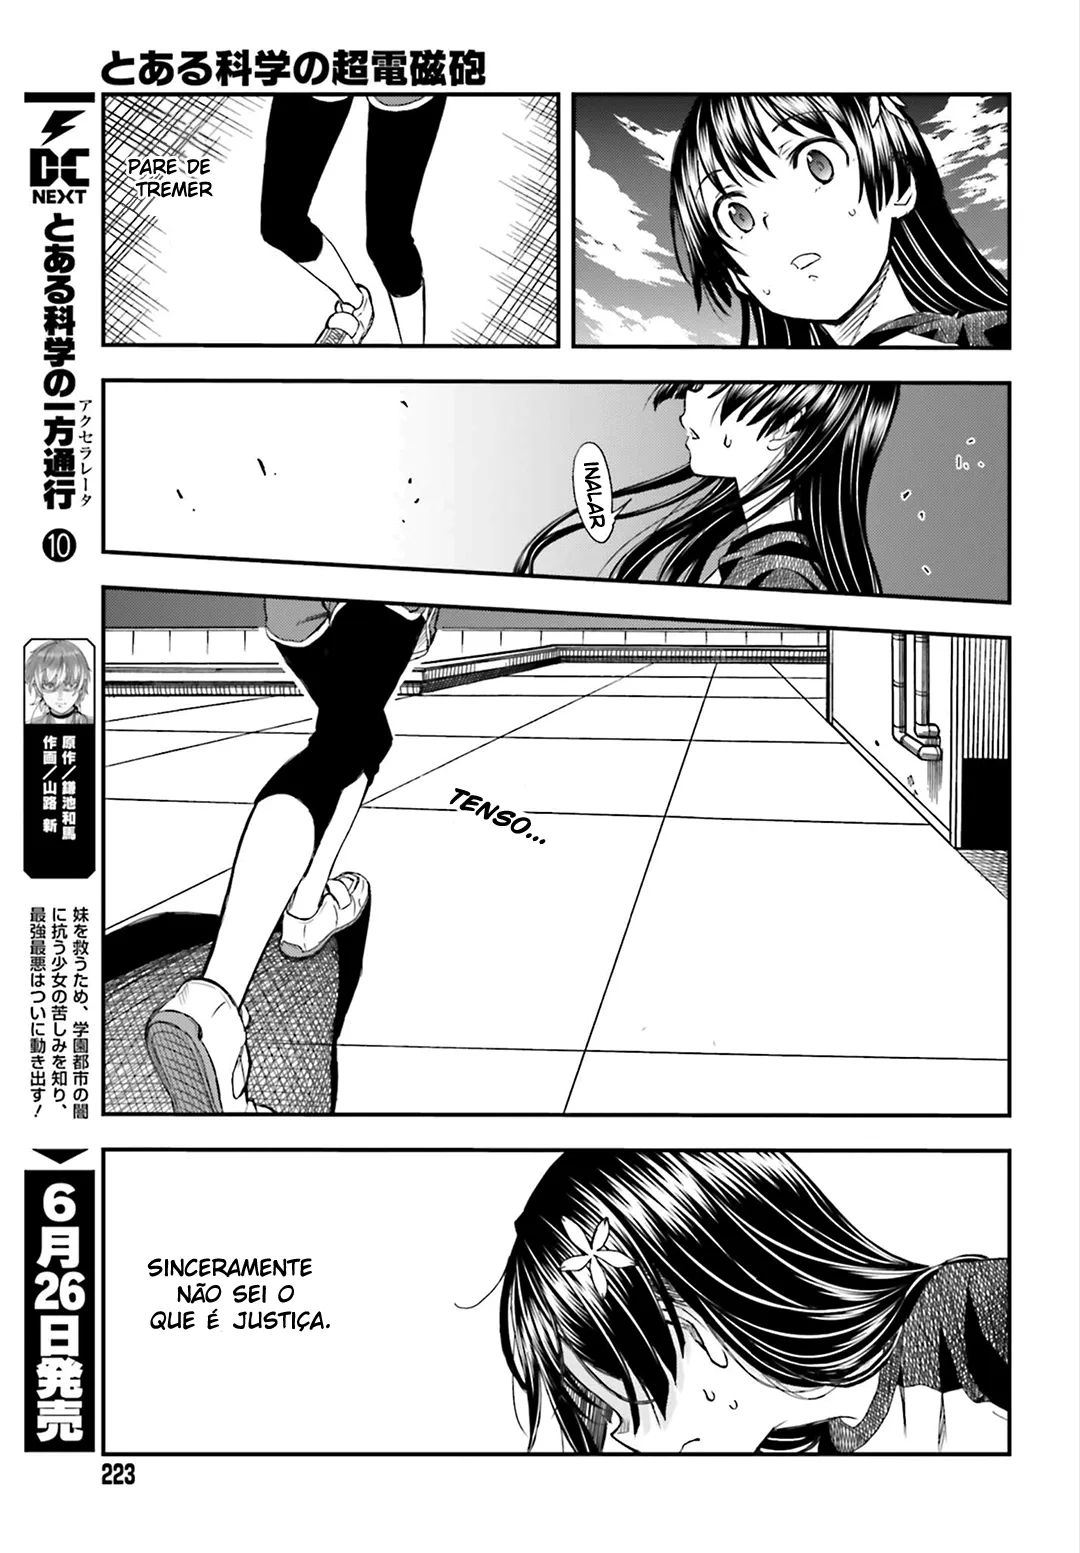 とある科学の超電磁砲
PARE DE
TREMER
INALAR
TENSO...
SINCERAMENTE
NÃO SEI O
QUE É JUSTIÇA.
DC
NEXT
とある科学の一方通行
アクセラレータ
10
原作/鎌池和馬
作画/山路 新
妹を救うため、学園都市の闇
に抗う少女の苦しみを知り、
最強最悪はついに動き出す!
6月26日発売
223